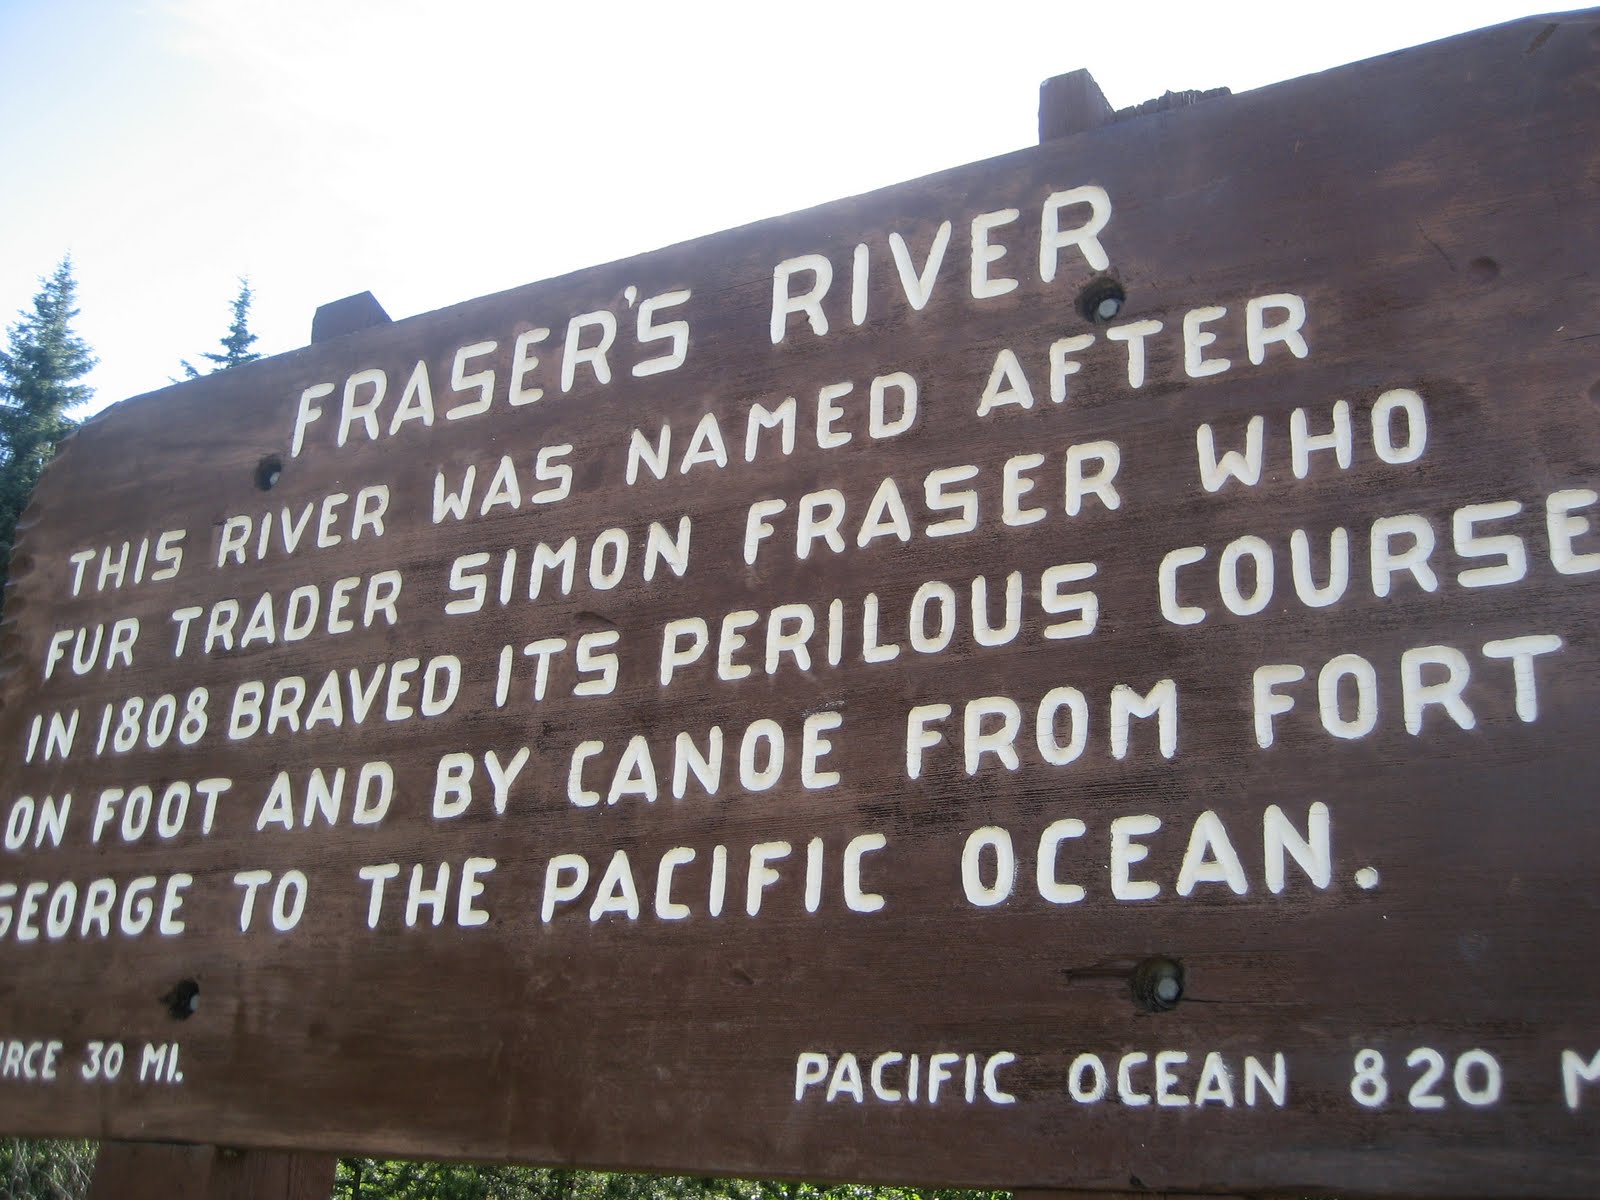 FRASER'S RIVER
THIS RIVER WAS NAMED AFTER
FUR TRADER SIMON FRASER WHO
IN 1808 BRAVED ITS PERILOUS COURSE
ON FOOT AND BY CANOE FROM FORT
GEORGE TO THE PACIFIC OCEAN.
30 MI.
PACIFIC OCEAN 820